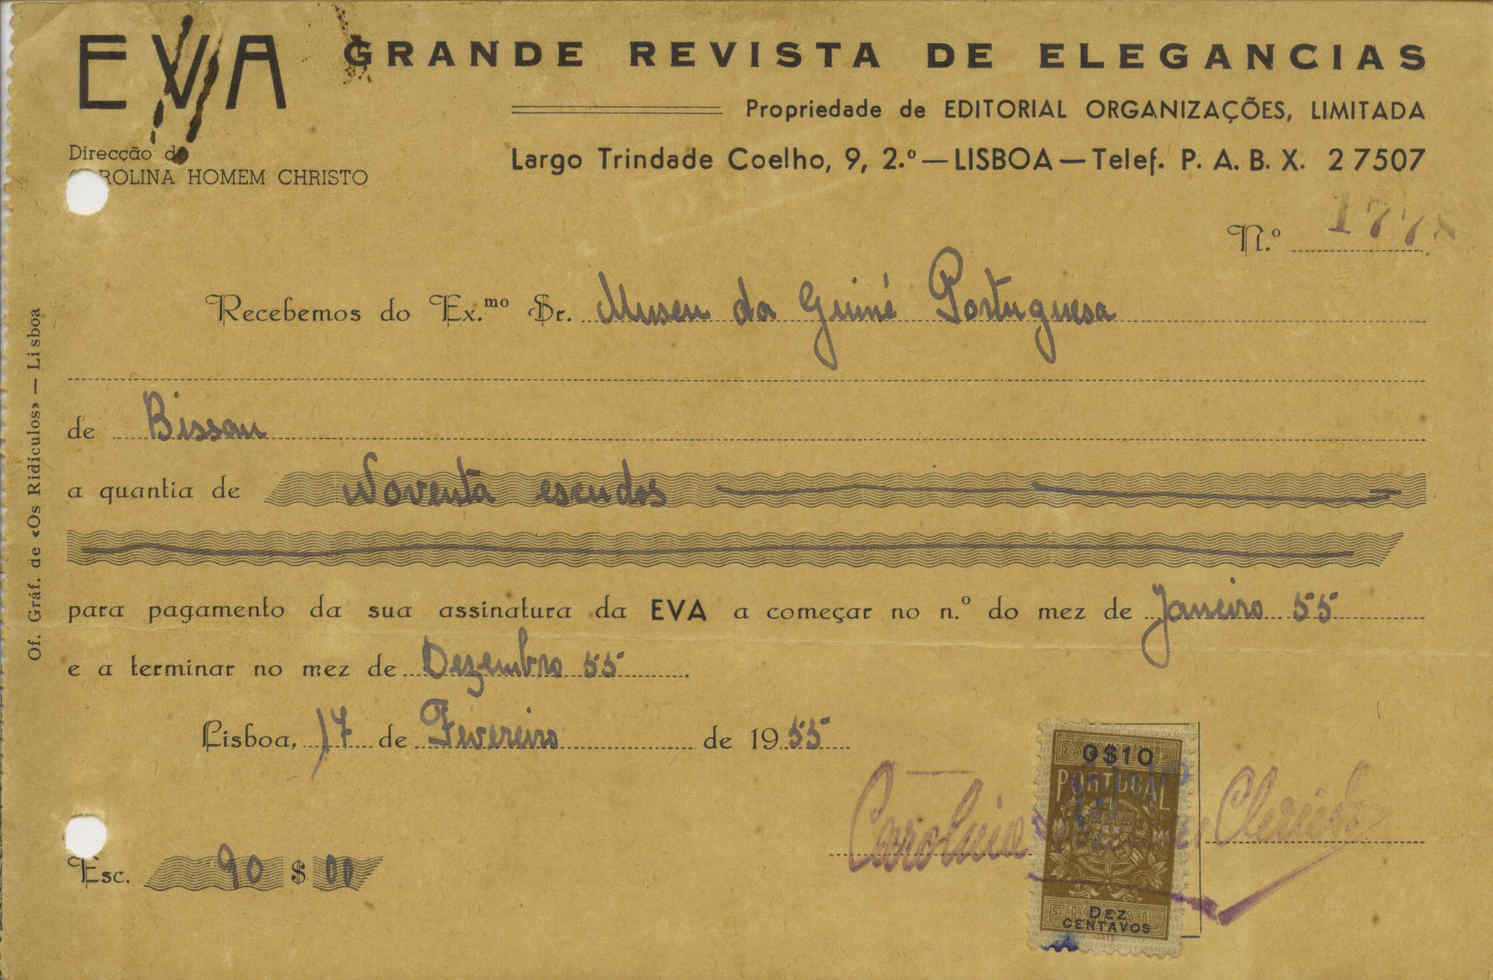 EVA GRANDE REVISTA DE ELEGANCIAS
Propriedade de EDITORIAL ORGANIZAÇÕES, LIMITADA
Direcção de
CAROLINA HOMEM CHRISTO
Largo Trindade Coelho, 9, 2.º — LISBOA — Telef. P. A. B. X. 27507
N.º 1778
Recebemos do Ex.mo Sr. Museu da Guiné Portuguesa
de Bissau
a quantia de Noventa escudos
para pagamento da sua assinatura da EVA a começar no n.º do mez de Janeiro 55
e a terminar no mez de Dezembro 55
Lisboa, 17 de Fevereiro de 1955
Esc. 90 $ 00
Carolina Christo
0$10
PORTUGAL
DEZ
CENTAVOS
Of. Gráf. de «Os Ridiculos» — Lisboa